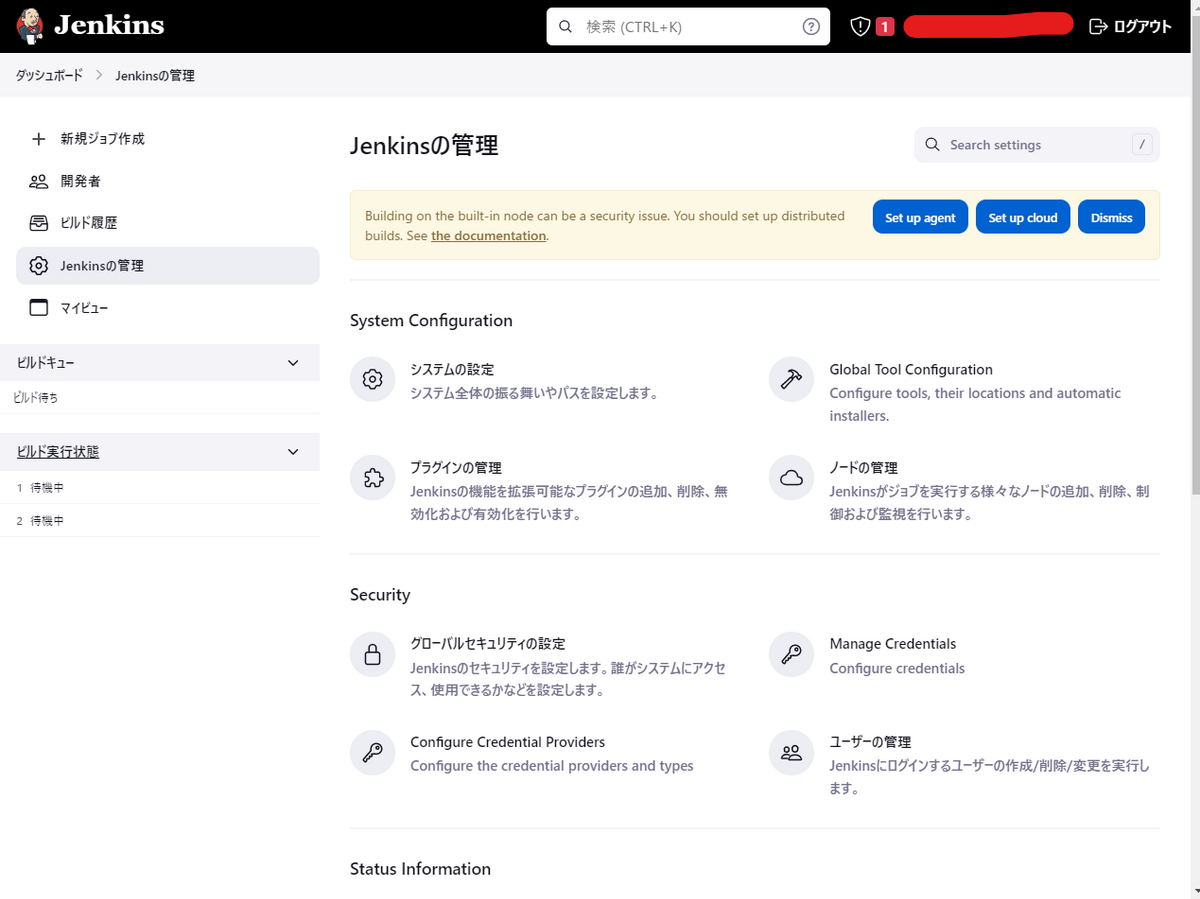 Jenkins
検索 (CTRL+K)
1
ログアウト
ダッシュボード
Jenkinsの管理
新規ジョブ作成
開発者
ビルド履歴
Jenkinsの管理
マイビュー
ビルドキュー
ビルド待ち
ビルド実行状態
1 待機中
2 待機中
Jenkinsの管理
Search settings
/
Building on the built-in node can be a security issue. You should set up distributed
builds. See the documentation.
Set up agent
Set up cloud
Dismiss
System Configuration
システムの設定
システム全体の振る舞いやパスを設定します。
Global Tool Configuration
Configure tools, their locations and automatic
installers.
プラグインの管理
Jenkinsの機能を拡張可能なプラグインの追加、削除、無
効化および有効化を行います。
ノードの管理
Jenkinsがジョブを実行する様々なノードの追加、削除、制
御および監視を行います。
Security
グローバルセキュリティの設定
Jenkinsのセキュリティを設定します。誰がシステムにアクセ
ス、使用できるかなどを設定します。
Manage Credentials
Configure credentials
Configure Credential Providers
Configure the credential providers and types
ユーザーの管理
Jenkinsにログインするユーザーの作成/削除/変更を実行し
ます。
Status Information